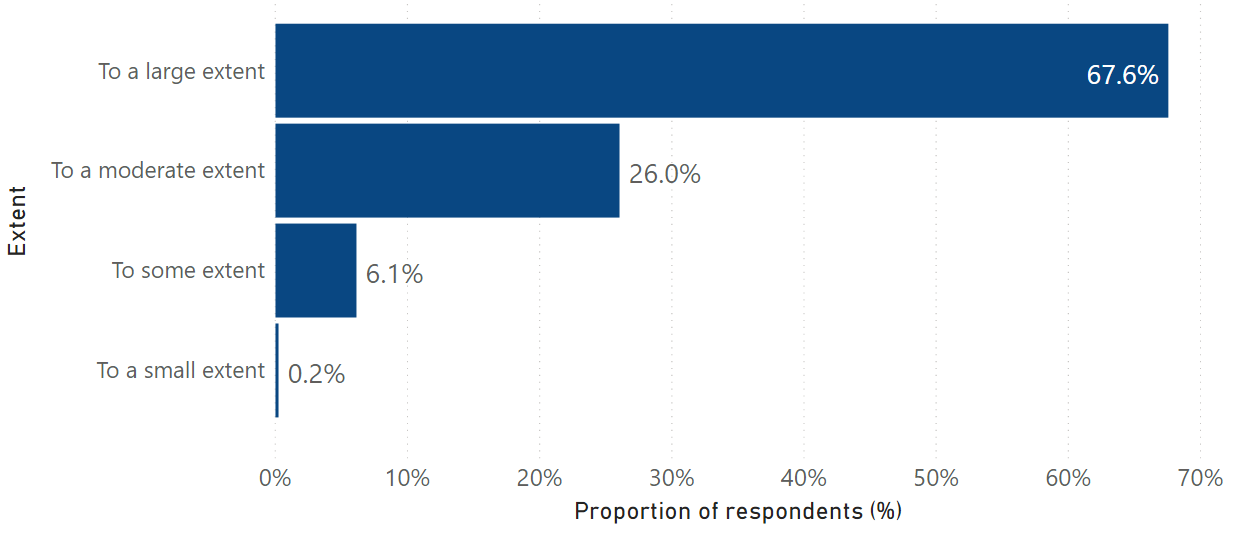 Extent
To a large extent
67.6%
To a moderate extent
26.0%
To some extent
6.1%
To a small extent
0.2%
0% 10% 20% 30% 40% 50% 60% 70%
Proportion of respondents (%)